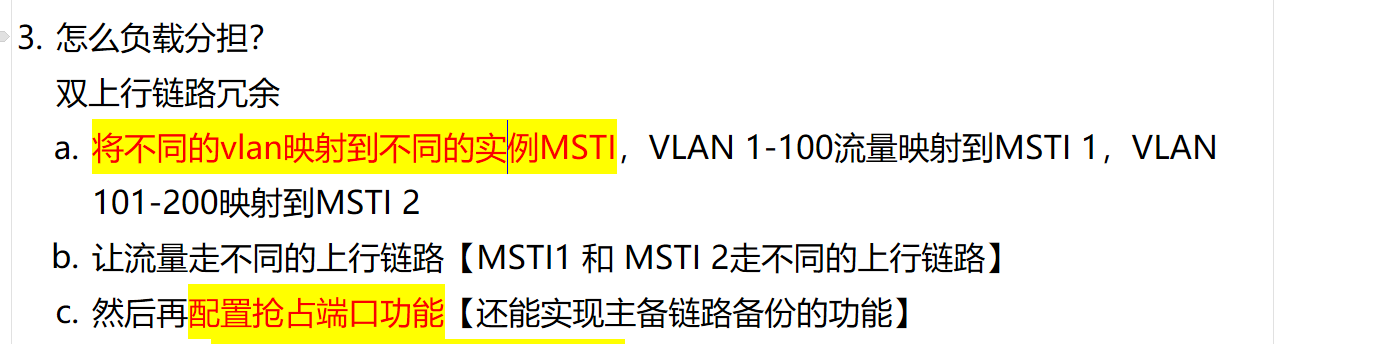 3. 怎么负载分担?
双上行链路冗余
a. 将不同的vlan映射到不同的实例MSTI，VLAN 1-100流量映射到MSTI 1，VLAN
101-200映射到MSTI 2
b. 让流量走不同的上行链路【MSTI1 和 MSTI 2走不同的上行链路】
c. 然后再配置抢占端口功能【还能实现主备链路备份的功能】